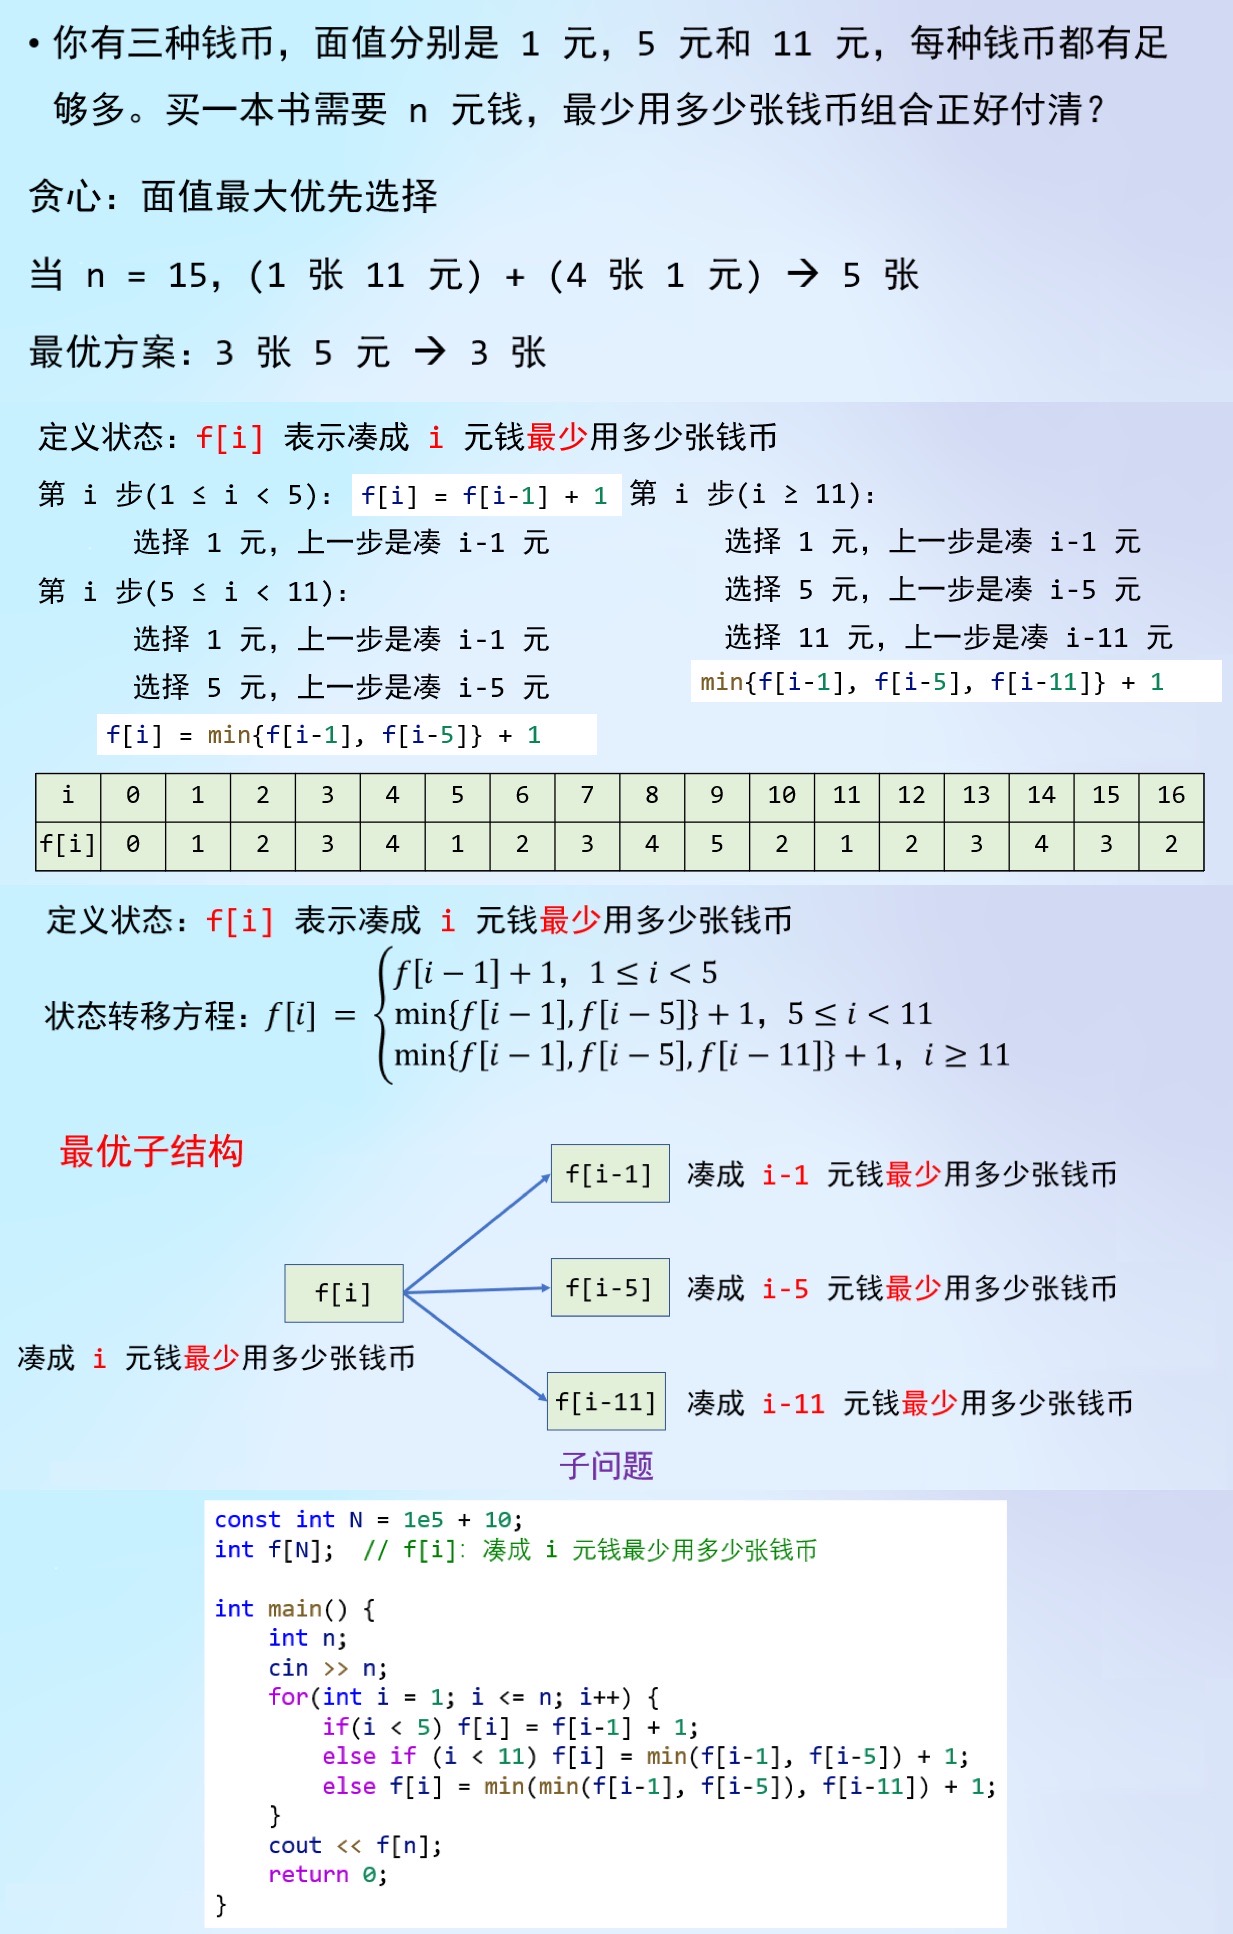 • 你有三种钱币，面值分别是 1 元，5 元和 11 元，每种钱币都有足
够多。买一本书需要 n 元钱，最少用多少张钱币组合正好付清？
贪心：面值最大优先选择
当 n = 15，(1 张 11 元) + (4 张 1 元) → 5 张
最优方案：3 张 5 元 → 3 张
定义状态：f[i] 表示凑成 i 元钱最少用多少张钱币
第 i 步(1 ≤ i < 5)： f[i] = f[i-1] + 1
选择 1 元，上一步是凑 i-1 元
第 i 步(5 ≤ i < 11)：
选择 1 元，上一步是凑 i-1 元
选择 5 元，上一步是凑 i-5 元
f[i] = min{f[i-1], f[i-5]} + 1
第 i 步(i ≥ 11)：
选择 1 元，上一步是凑 i-1 元
选择 5 元，上一步是凑 i-5 元
选择 11 元，上一步是凑 i-11 元
min{f[i-1], f[i-5], f[i-11]} + 1
i 0 1 2 3 4 5 6 7 8 9 10 11 12 13 14 15 16
f[i] 0 1 2 3 4 1 2 3 4 5 2 1 2 3 4 3 2
定义状态：f[i] 表示凑成 i 元钱最少用多少张钱币
状态转移方程：f[i] =
f[i − 1] + 1，1 ≤ i < 5
min{f[i − 1], f[i − 5]} + 1，5 ≤ i < 11
min{f[i − 1], f[i − 5], f[i − 11]} + 1，i ≥ 11
最优子结构
f[i-1] 凑成 i-1 元钱最少用多少张钱币
f[i-5] 凑成 i-5 元钱最少用多少张钱币
f[i]
凑成 i 元钱最少用多少张钱币
f[i-11] 凑成 i-11 元钱最少用多少张钱币
子问题
const int N = 1e5 + 10;
int f[N];  // f[i]: 凑成 i 元钱最少用多少张钱币
int main() {
    int n;
    cin >> n;
    for(int i = 1; i <= n; i++) {
        if(i < 5) f[i] = f[i-1] + 1;
        else if (i < 11) f[i] = min(f[i-1], f[i-5]) + 1;
        else f[i] = min(min(f[i-1], f[i-5]), f[i-11]) + 1;
    }
    cout << f[n];
    return 0;
}